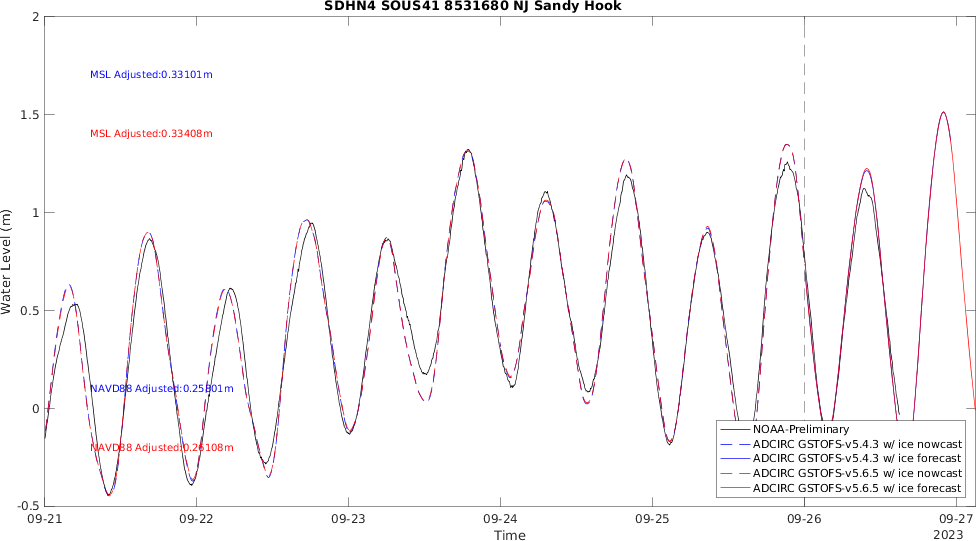 SDHN4 SOUS41 8531680 NJ Sandy Hook
2
1.5
1
0.5
0
-0.5
Water Level (m)
MSL Adjusted:0.33101m
MSL Adjusted:0.33408m
NAVD88 Adjusted:0.25801m
NAVD88 Adjusted:0.26108m
NOAA-Preliminary
ADCIRC GSTOFS-v5.4.3 w/ ice nowcast
ADCIRC GSTOFS-v5.4.3 w/ ice forecast
ADCIRC GSTOFS-v5.6.5 w/ ice nowcast
ADCIRC GSTOFS-v5.6.5 w/ ice forecast
09-21
09-22
09-23
09-24
09-25
09-26
09-27
2023
Time